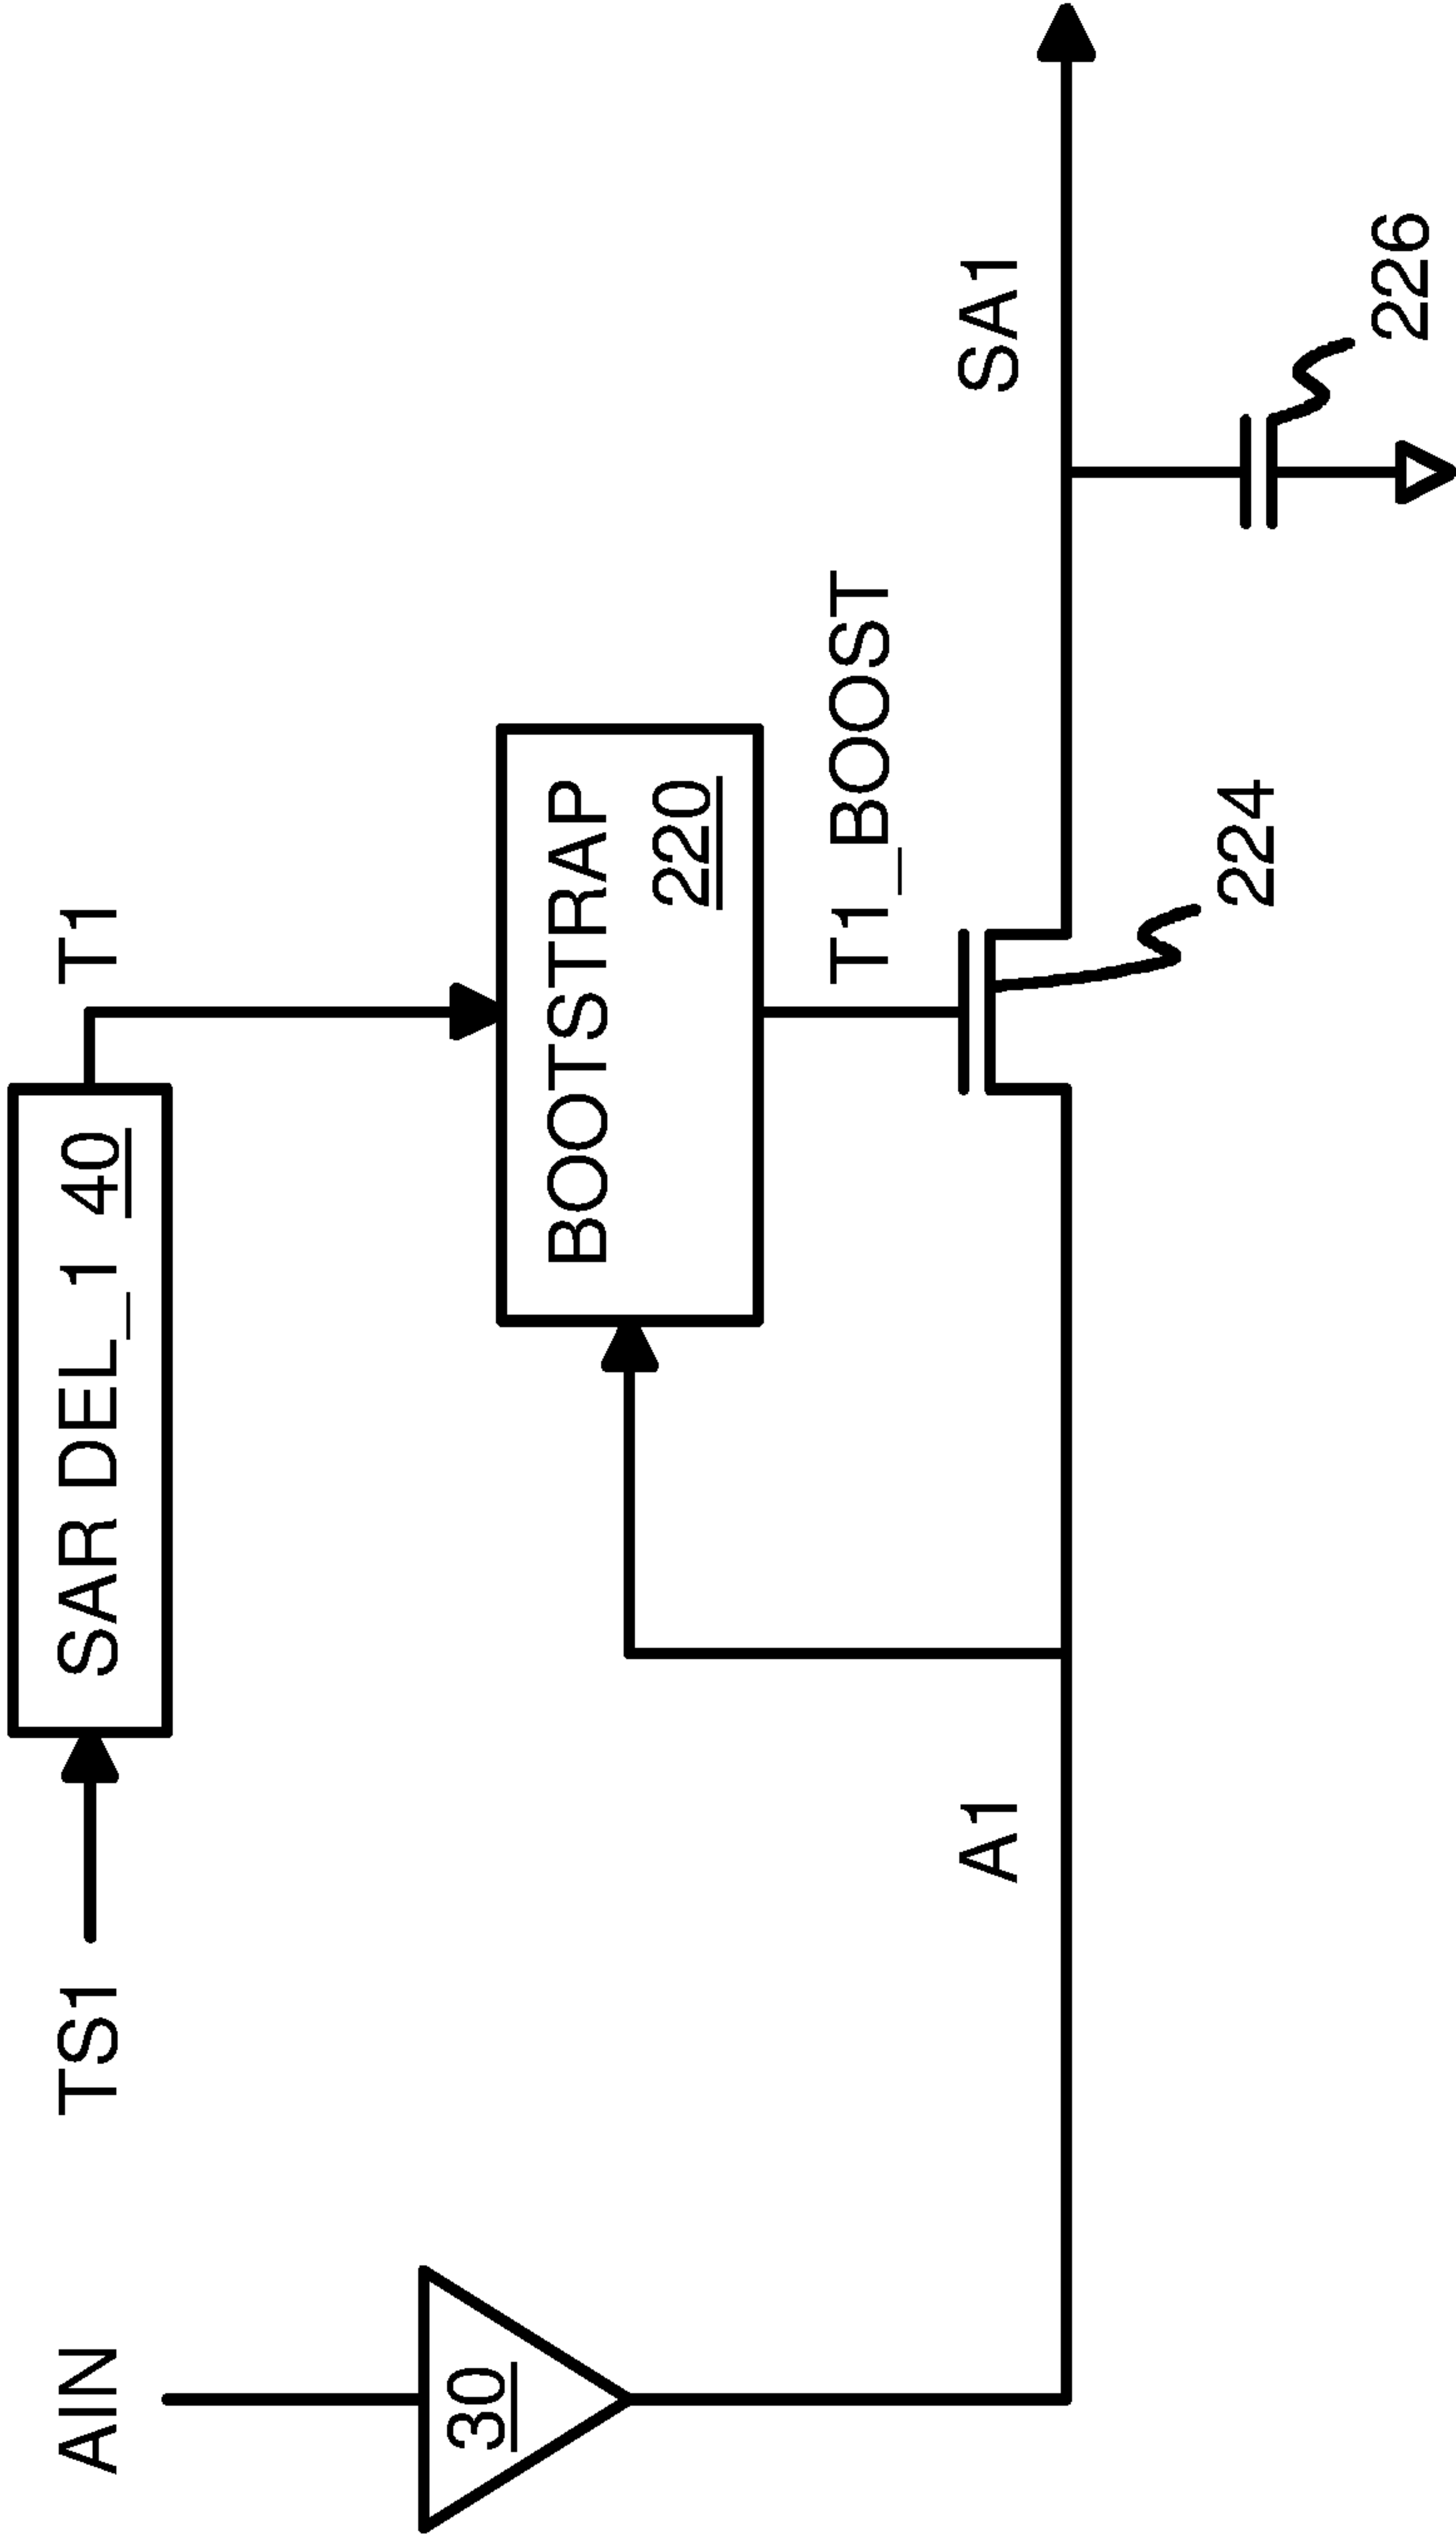 AIN
TS1
SAR DEL_1 40
T1
30
BOOTSTRAP
220
T1_BOOST
A1
SA1
224
226